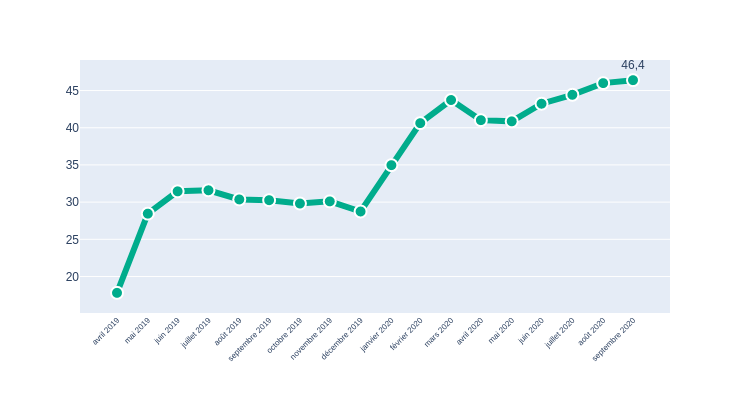 46,4
45
40
35
30
25
20
avril 2019
mai 2019
juin 2019
juillet 2019
août 2019
septembre 2019
octobre 2019
novembre 2019
décembre 2019
janvier 2020
février 2020
mars 2020
avril 2020
mai 2020
juin 2020
juillet 2020
août 2020
septembre 2020